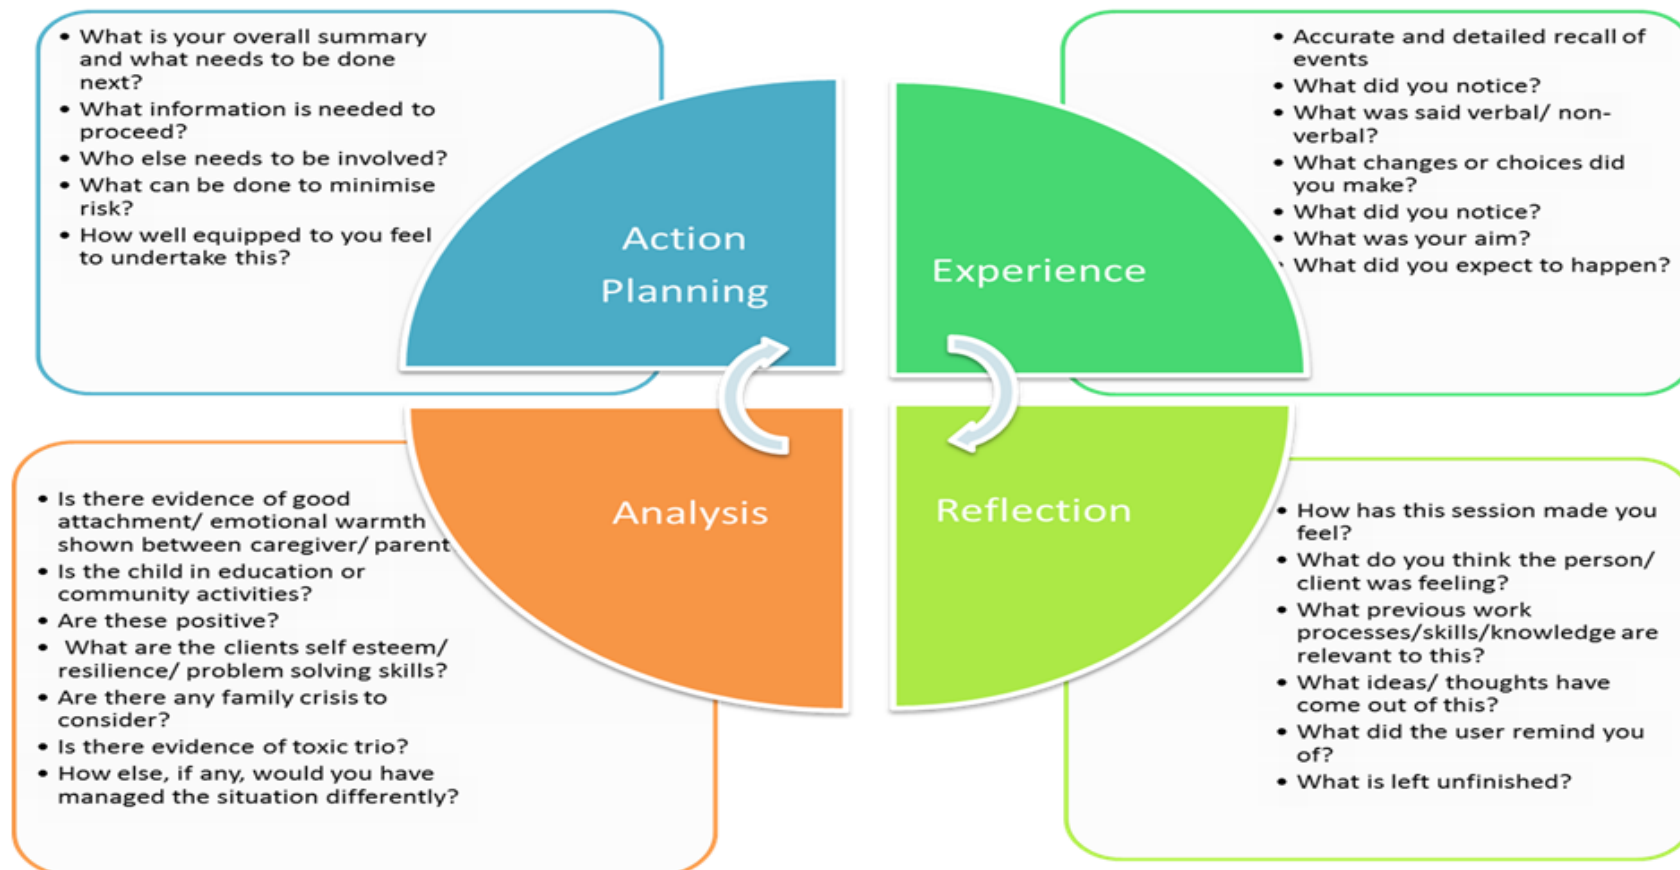 • What is your overall summary
and what needs to be done
next?
• What information is needed to
proceed?
• Who else needs to be involved?
• What can be done to minimise
risk?
• How well equipped to you feel
to undertake this?
Action
Planning
Experience
• Accurate and detailed recall of
events
• What did you notice?
• What was said verbal/ non-
verbal?
• What changes or choices did
you make?
• What did you notice?
• What was your aim?
• What did you expect to happen?
• Is there evidence of good
attachment/ emotional warmth
shown between caregiver/ parent
• Is the child in education or
community activities?
• Are these positive?
• What are the clients self esteem/
resilience/ problem solving skills?
• Are there any family crisis to
consider?
• Is there evidence of toxic trio?
• How else, if any, would you have
managed the situation differently?
Analysis
Reflection
• How has this session made you
feel?
• What do you think the person/
client was feeling?
• What previous work
processes/skills/knowledge are
relevant to this?
• What ideas/ thoughts have
come out of this?
• What did the user remind you
of?
• What is left unfinished?